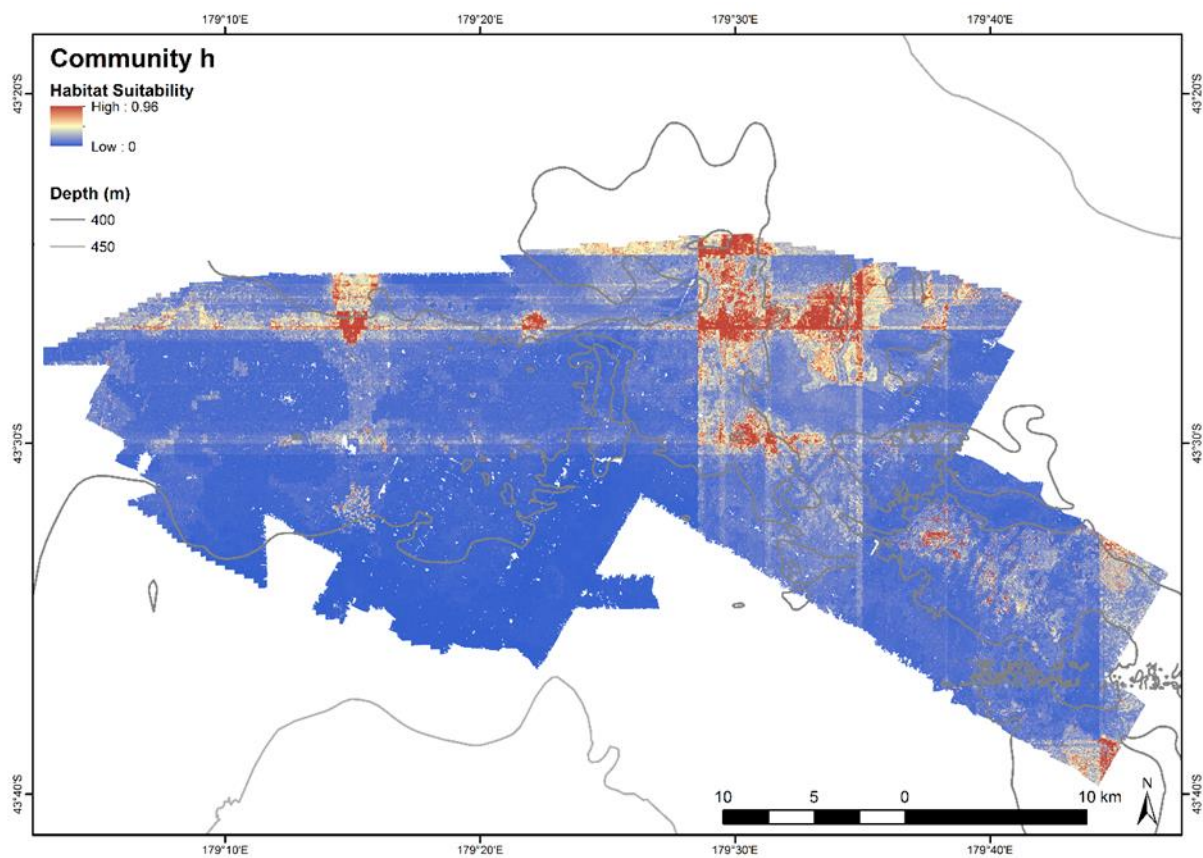 179°10'E 179°20'E 179°30'E 179°40'E
Community h
Habitat Suitability
High : 0.96
Low : 0
Depth (m)
400
450
43°20'S 43°20'S
43°30'S 43°30'S
43°40'S 43°40'S
10 5 0 10 km
N
179°10'E 179°20'E 179°30'E 179°40'E